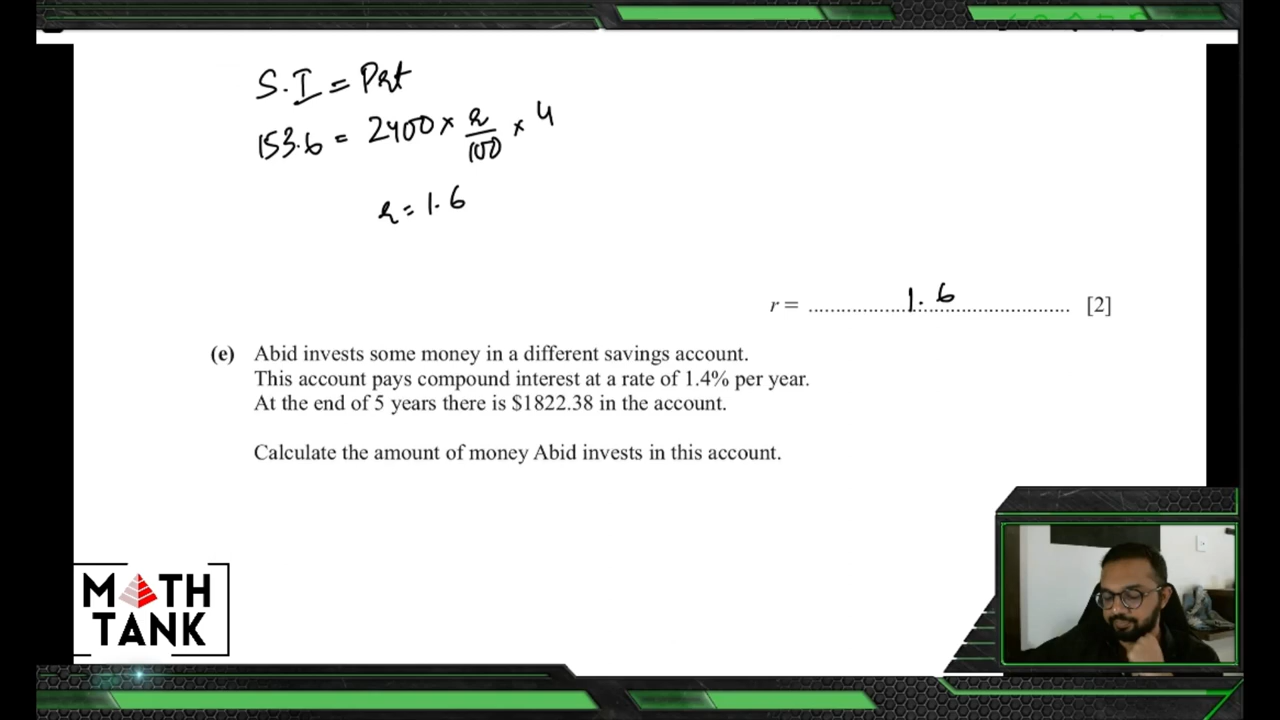 S.I = Prt
153.6 = 2400 × r/100 × 4
r = 1.6
r = ........1.6........ [2]
(e) Abid invests some money in a different savings account.
This account pays compound interest at a rate of 1.4% per year.
At the end of 5 years there is $1822.38 in the account.
Calculate the amount of money Abid invests in this account.
MATH
TANK